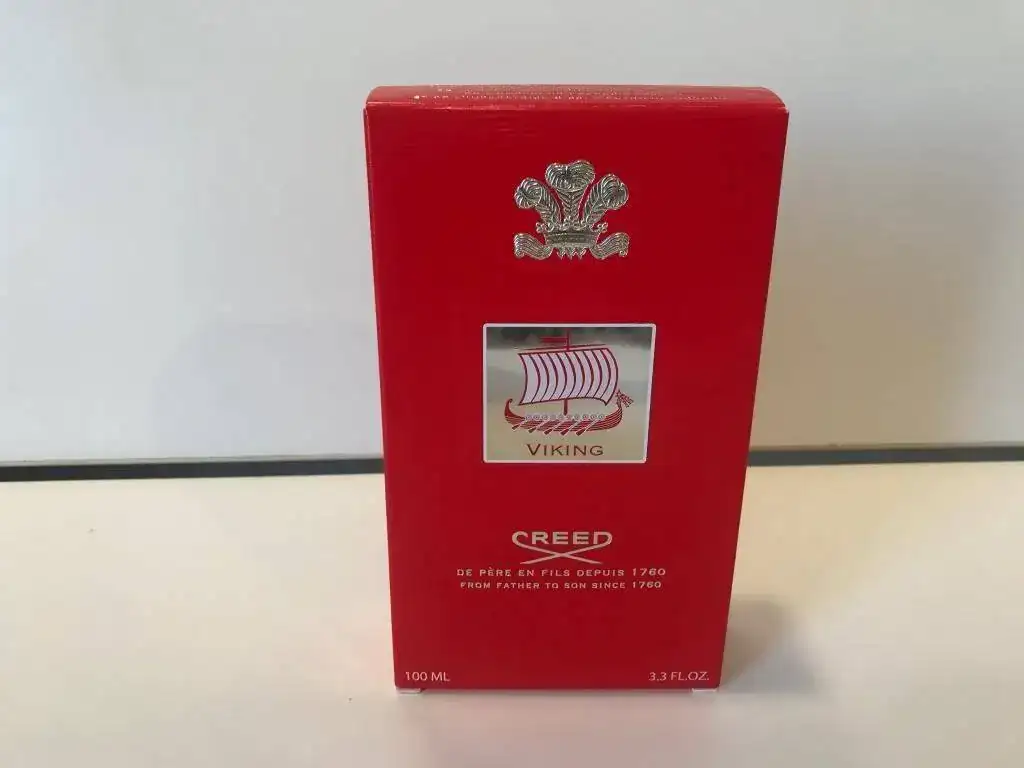 VIKING
CREED
DE PÈRE EN FILS DEPUIS 1760
FROM FATHER TO SON SINCE 1760
100 ML
3.3 FL.OZ.